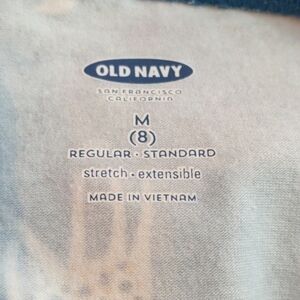 OLD NAVY
SAN FRANCISCO
CALIFORNIA
M
(8)
REGULAR • STANDARD
stretch • extensible
MADE IN VIETNAM